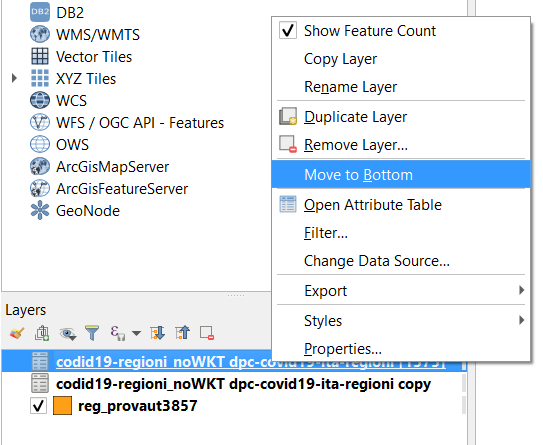 DB2
WMS/WMTS
Vector Tiles
XYZ Tiles
WCS
WFS / OGC API - Features
OWS
ArcGisMapServer
ArcGisFeatureServer
GeoNode
Show Feature Count
Copy Layer
Rename Layer
Duplicate Layer
Remove Layer...
Move to Bottom
Open Attribute Table
Filter...
Change Data Source...
Export
Styles
Properties...
Layers
codid19-regioni_noWKT dpc-covid19-ita-regioni
codid19-regioni_noWKT dpc-covid19-ita-regioni copy
reg_provaut3857